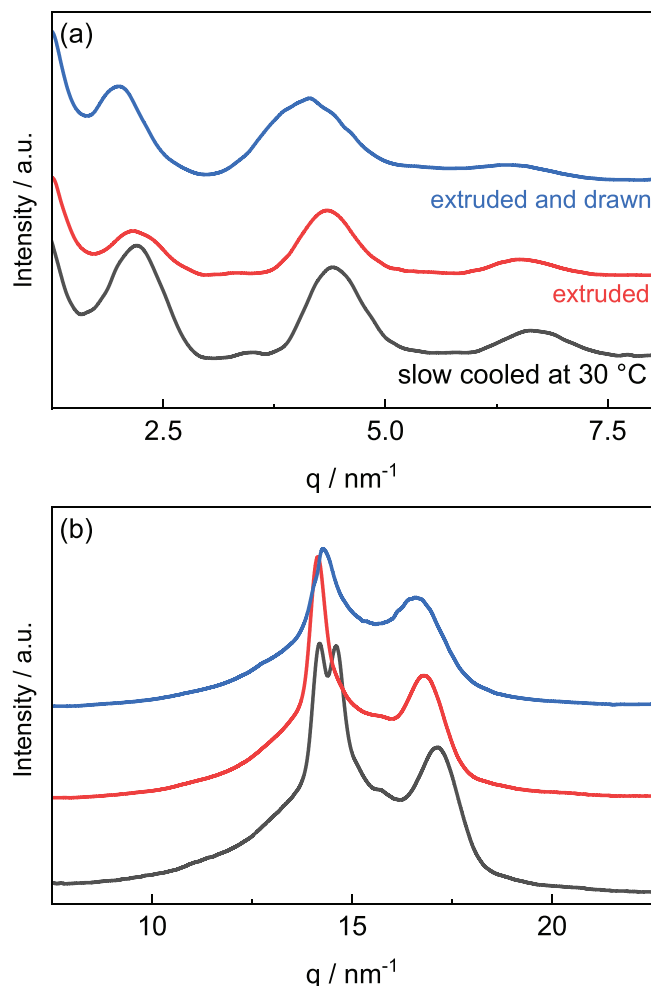 (a)
Intensity / a.u.
extruded and drawn
extruded
slow cooled at 30 °C
2.5 5.0 7.5
q / nm⁻¹
(b)
Intensity / a.u.
10 15 20
q / nm⁻¹